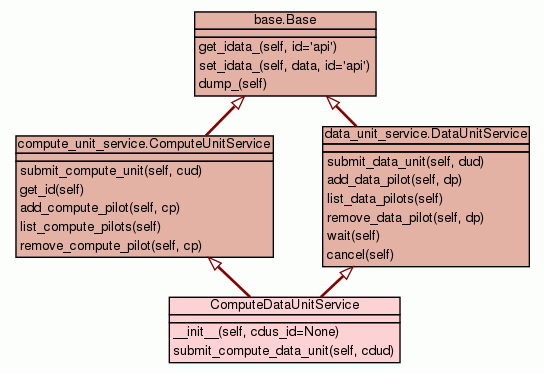 base.Base
get_idata_(self, id='api')
set_idata_(self, data, id='api')
dump_(self)
compute_unit_service.ComputeUnitService
submit_compute_unit(self, cud)
get_id(self)
add_compute_pilot(self, cp)
list_compute_pilots(self)
remove_compute_pilot(self, cp)
data_unit_service.DataUnitService
submit_data_unit(self, dud)
add_data_pilot(self, dp)
list_data_pilots(self)
remove_data_pilot(self, dp)
wait(self)
cancel(self)
ComputeDataUnitService
__init__(self, cdus_id=None)
submit_compute_data_unit(self, cdud)